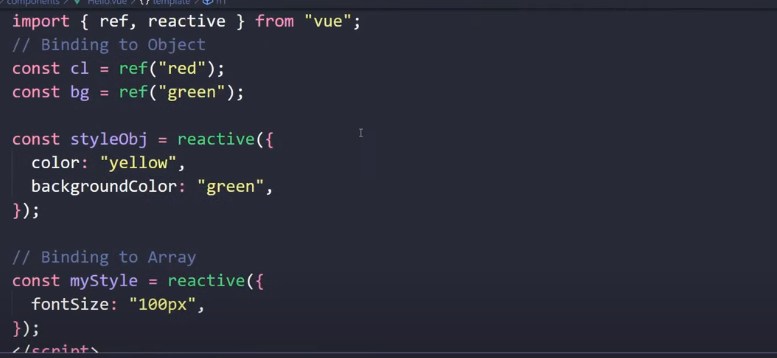 components > Hello.vue > {} template > h1
import { ref, reactive } from "vue";
// Binding to Object
const cl = ref("red");
const bg = ref("green");
const styleObj = reactive({
color: "yellow",
backgroundColor: "green",
});
// Binding to Array
const myStyle = reactive({
fontSize: "100px",
});
</script>